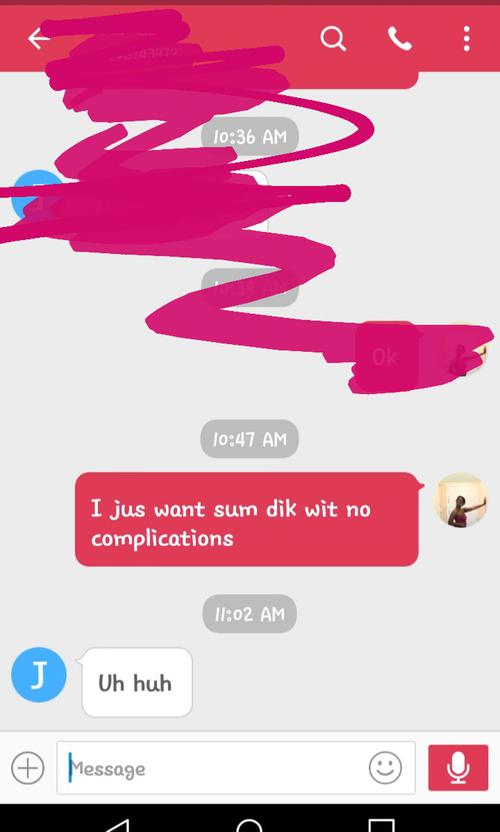 10:36 AM
Ok
10:47 AM
I jus want sum dik wit no
complications
11:02 AM
J
Uh huh
Message